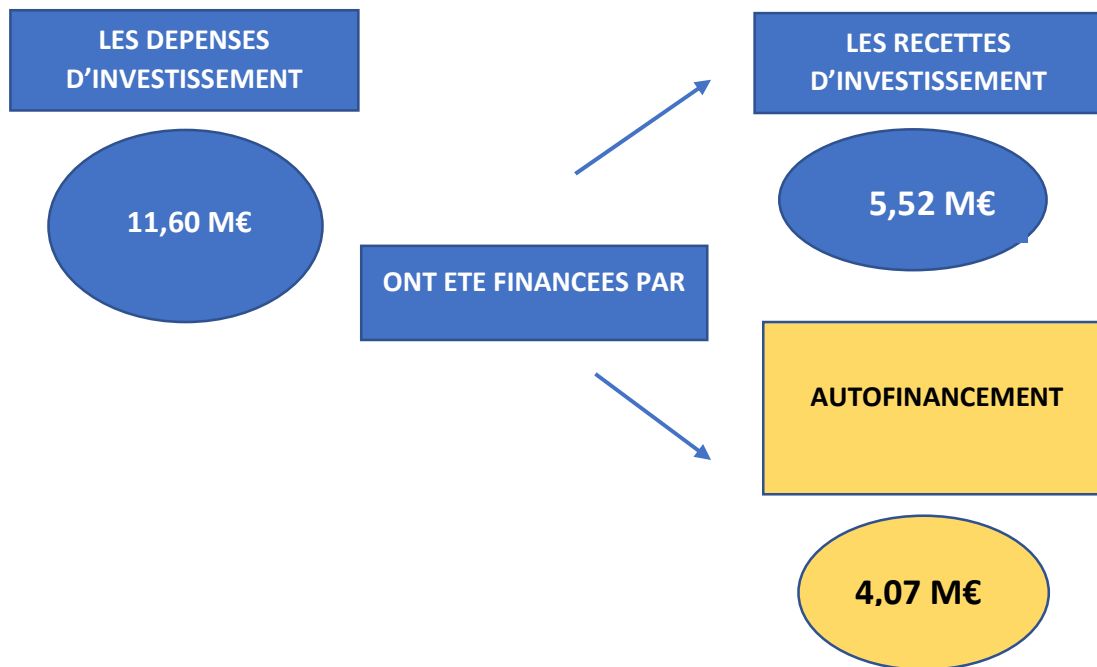 LES DEPENSES
D'INVESTISSEMENT
11,60 M€
ONT ETE FINANCEES PAR
LES RECETTES
D'INVESTISSEMENT
5,52 M€
AUTOFINANCEMENT
4,07 M€